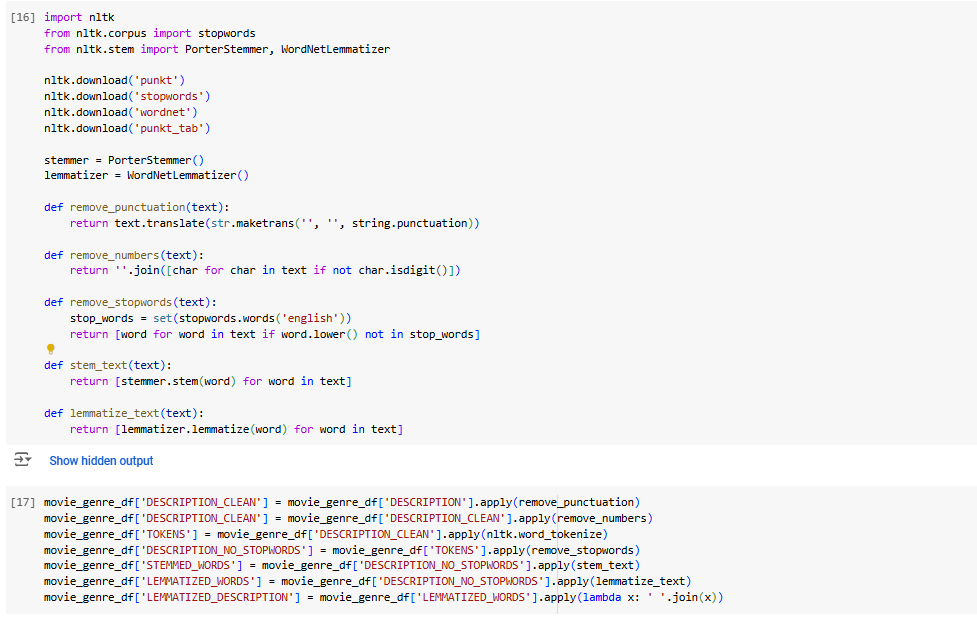 [16] import nltk
from nltk.corpus import stopwords
from nltk.stem import PorterStemmer, WordNetLemmatizer
nltk.download('punkt')
nltk.download('stopwords')
nltk.download('wordnet')
nltk.download('punkt_tab')
stemmer = PorterStemmer()
lemmatizer = WordNetLemmatizer()
def remove_punctuation(text):
    return text.translate(str.maketrans('', '', string.punctuation))
def remove_numbers(text):
    return ''.join([char for char in text if not char.isdigit()])
def remove_stopwords(text):
    stop_words = set(stopwords.words('english'))
    return [word for word in text if word.lower() not in stop_words]
def stem_text(text):
    return [stemmer.stem(word) for word in text]
def lemmatize_text(text):
    return [lemmatizer.lemmatize(word) for word in text]
Show hidden output
[17] movie_genre_df['DESCRIPTION_CLEAN'] = movie_genre_df['DESCRIPTION'].apply(remove_punctuation)
movie_genre_df['DESCRIPTION_CLEAN'] = movie_genre_df['DESCRIPTION_CLEAN'].apply(remove_numbers)
movie_genre_df['TOKENS'] = movie_genre_df['DESCRIPTION_CLEAN'].apply(nltk.word_tokenize)
movie_genre_df['DESCRIPTION_NO_STOPWORDS'] = movie_genre_df['TOKENS'].apply(remove_stopwords)
movie_genre_df['STEMMED_WORDS'] = movie_genre_df['DESCRIPTION_NO_STOPWORDS'].apply(stem_text)
movie_genre_df['LEMMATIZED_WORDS'] = movie_genre_df['DESCRIPTION_NO_STOPWORDS'].apply(lemmatize_text)
movie_genre_df['LEMMATIZED_DESCRIPTION'] = movie_genre_df['LEMMATIZED_WORDS'].apply(lambda x: ' '.join(x))